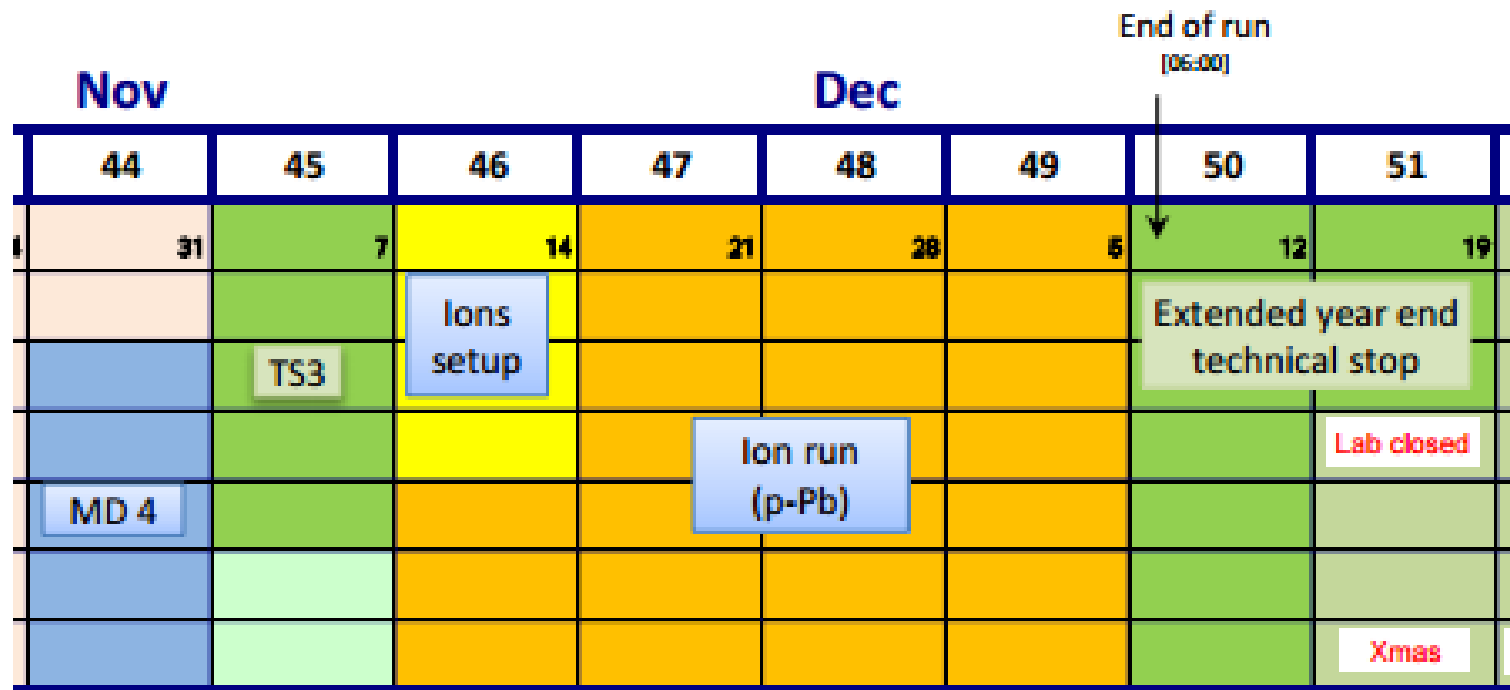 End of run
[06:00]
Nov Dec
44 45 46 47 48 49 50 51
31 7 14 21 28 5 12 19
Ions
setup
Extended year end
technical stop
TS3
Ion run
(p-Pb)
Lab closed
MD 4
Xmas